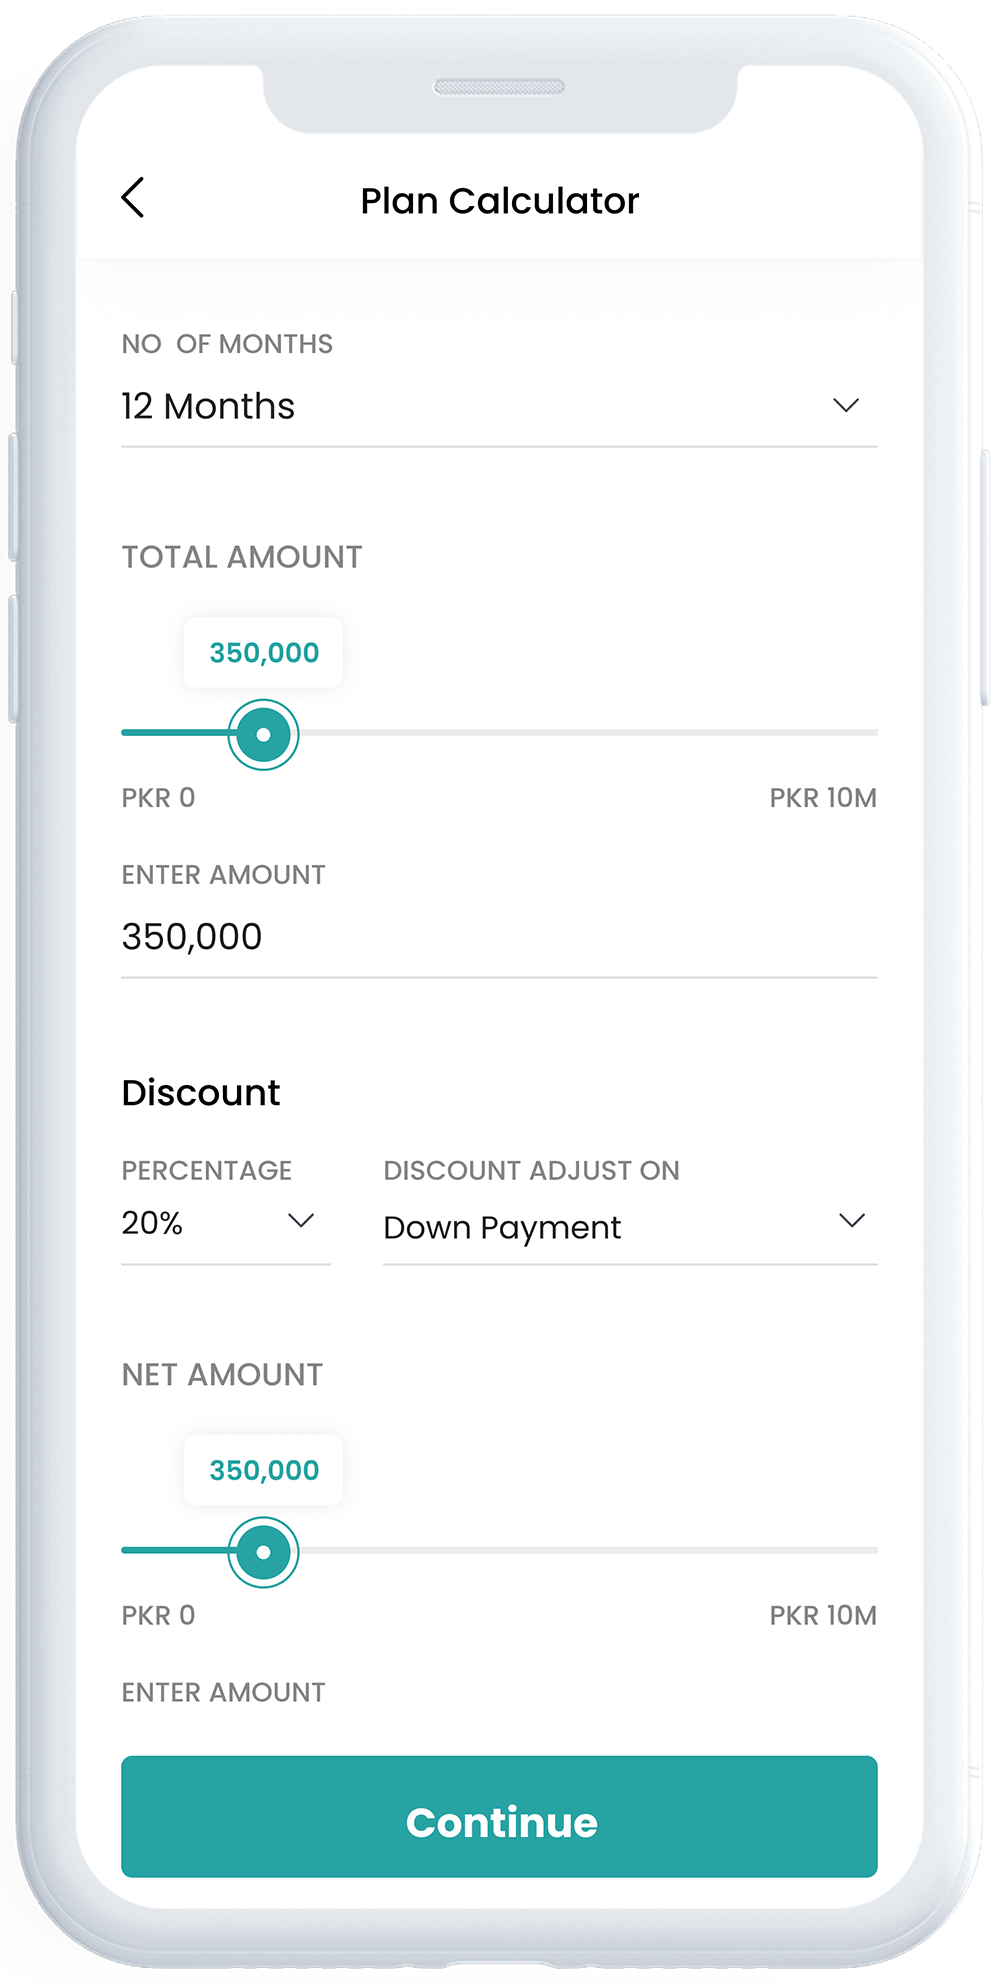 Plan Calculator
NO OF MONTHS
12 Months
TOTAL AMOUNT
350,000
PKR 0 PKR 10M
ENTER AMOUNT
350,000
Discount
PERCENTAGE DISCOUNT ADJUST ON
20% Down Payment
NET AMOUNT
350,000
PKR 0 PKR 10M
ENTER AMOUNT
Continue